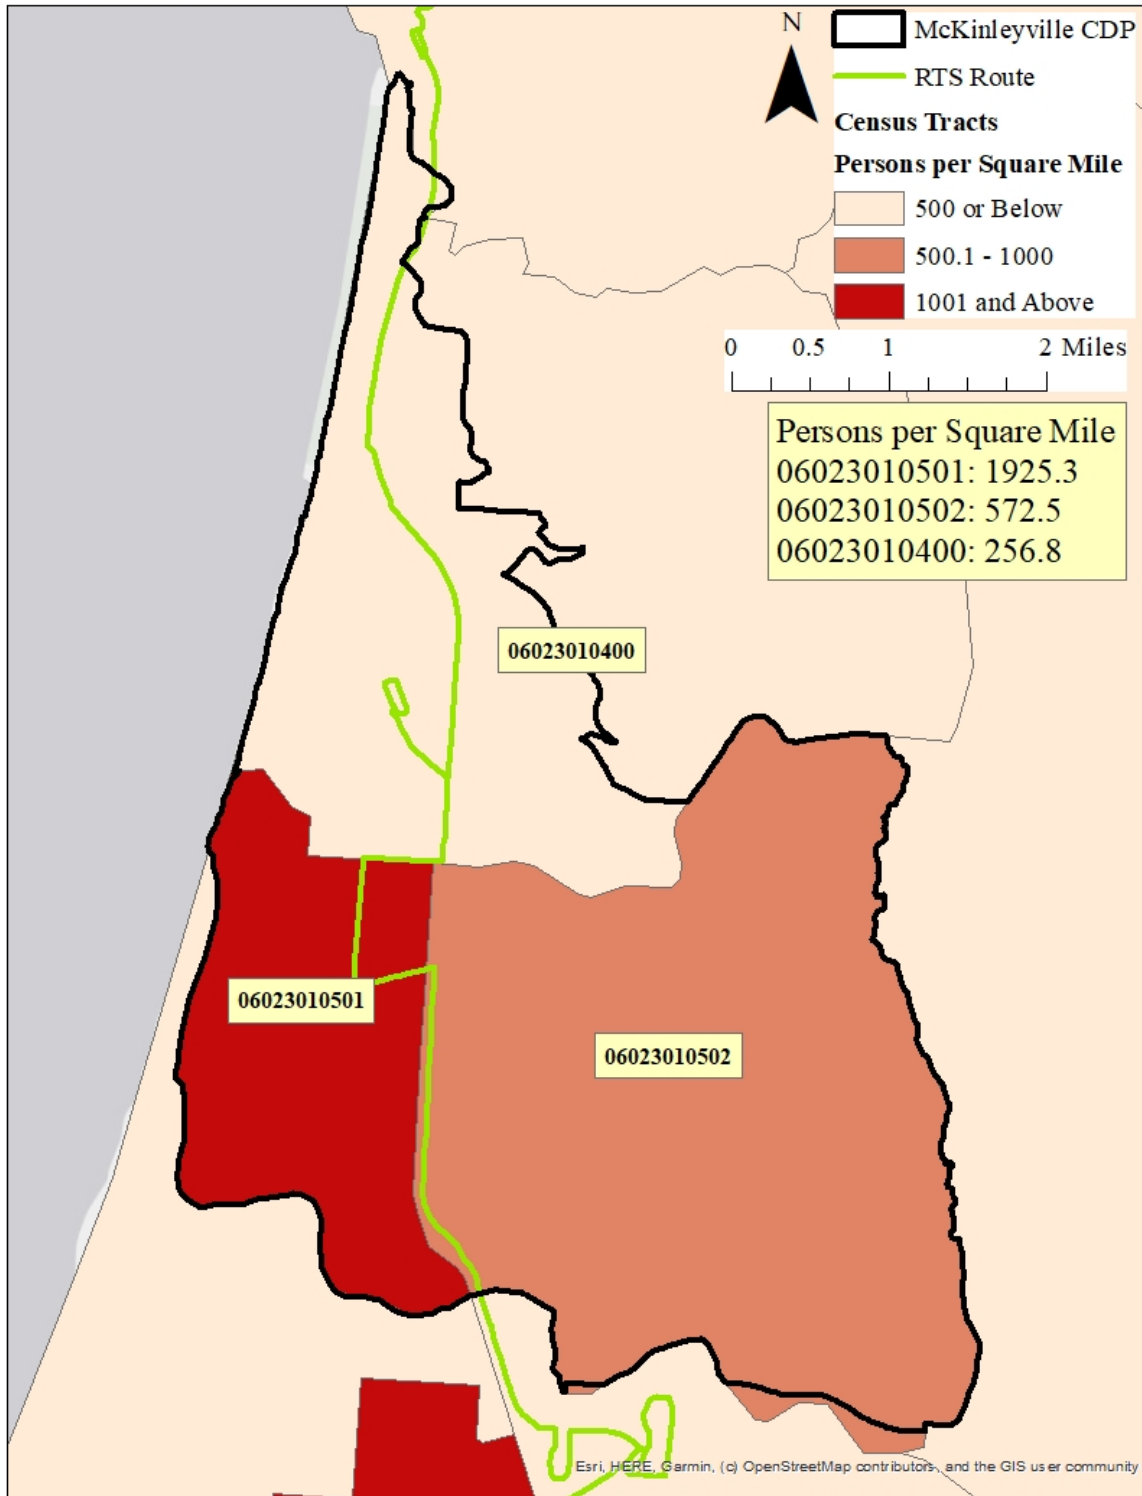 N
McKinleyville CDP
RTS Route
Census Tracts
Persons per Square Mile
500 or Below
500.1 - 1000
1001 and Above
0 0.5 1 2 Miles
Persons per Square Mile
06023010501: 1925.3
06023010502: 572.5
06023010400: 256.8
06023010400
06023010501
06023010502
Esri, HERE, Garmin, (c) OpenStreetMap contributors, and the GIS user community